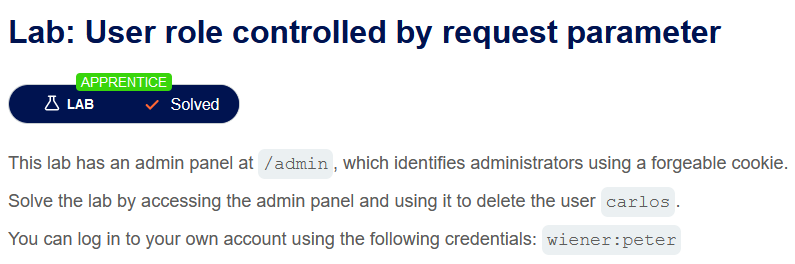 Lab: User role controlled by request parameter
APPRENTICE
LAB Solved
This lab has an admin panel at /admin, which identifies administrators using a forgeable cookie.
Solve the lab by accessing the admin panel and using it to delete the user carlos.
You can log in to your own account using the following credentials: wiener:peter